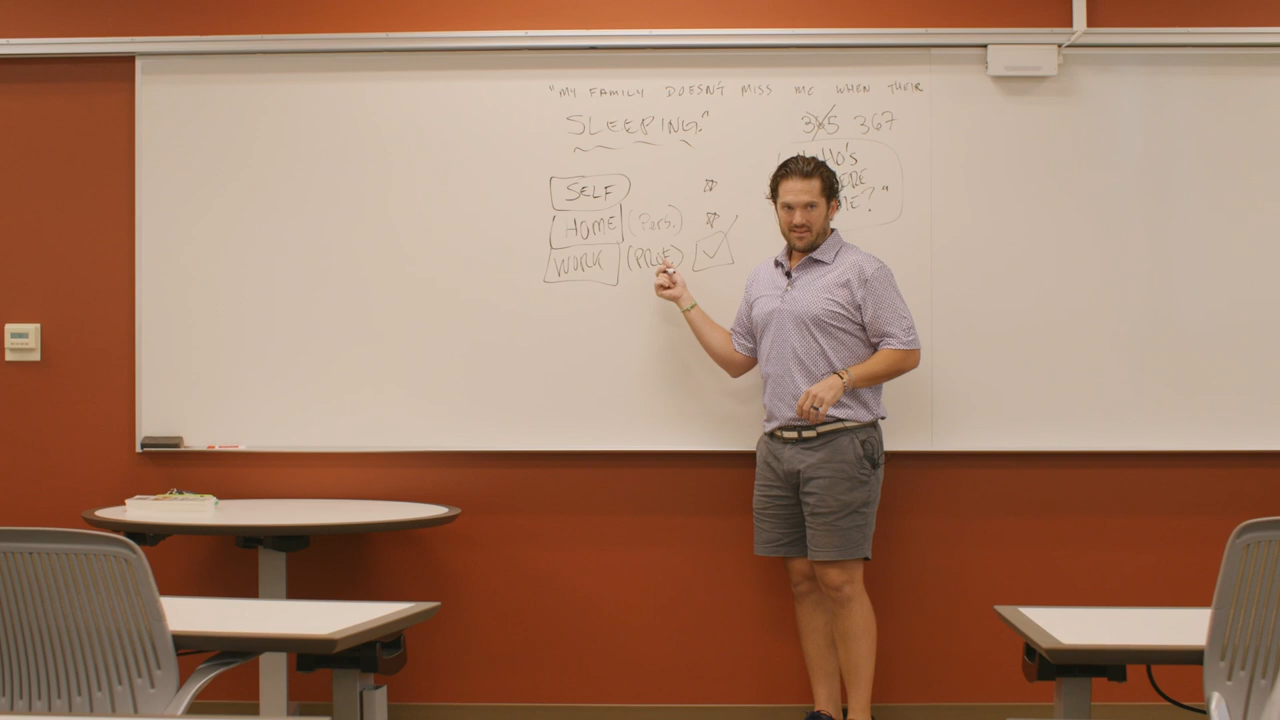 "MY FAMILY DOESN'T MISS ME WHEN THEIR
SLEEPING."
365 367
SELF
HOME (Pers.)
WORK (PROF)